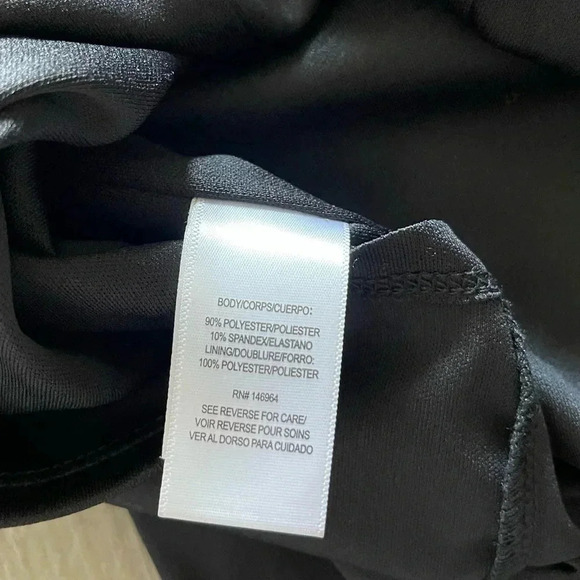 BODY/CORPS/CUERPO:
90% POLYESTER/POLIESTER
10% SPANDEX/ELASTANO
LINING/DOUBLURE/FORRO:
100% POLYESTER/POLIESTER
RN# 146964
SEE REVERSE FOR CARE/
VOIR REVERSE POUR SOINS
VER AL DORSO PARA CUIDADO